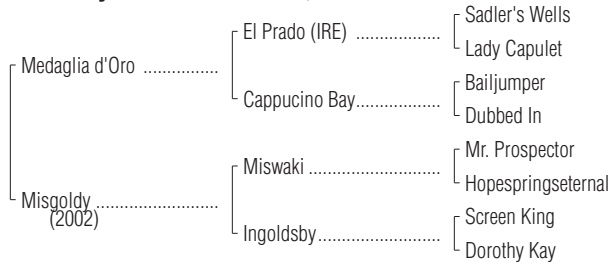 Sadler's Wells
El Prado (IRE) ..................
Lady Capulet
Medaglia d'Oro ................
Bailjumper
Cappucino Bay..................
Dubbed In
Mr. Prospector
Miswaki ............................
Hopespringseternal
Misgoldy ..........................
(2002)
Screen King
Ingoldsby..........................
Dorothy Kay